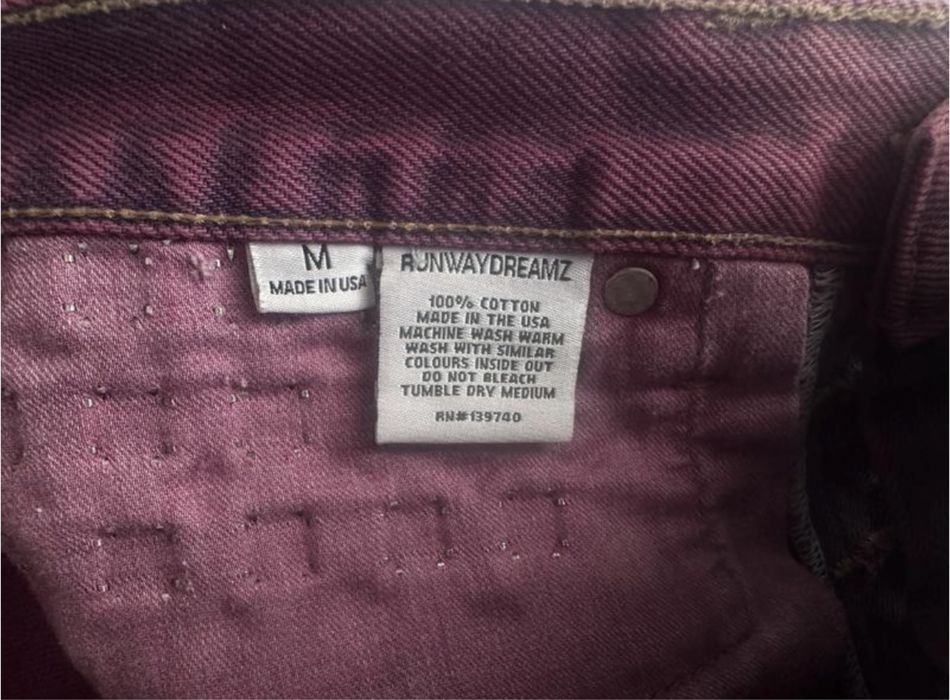 M
MADE IN USA
RUNWAYDREAMZ
100% COTTON
MADE IN THE USA
MACHINE WASH WARM
WASH WITH SIMILAR
COLOURS INSIDE OUT
DO NOT BLEACH
TUMBLE DRY MEDIUM
RN#139740